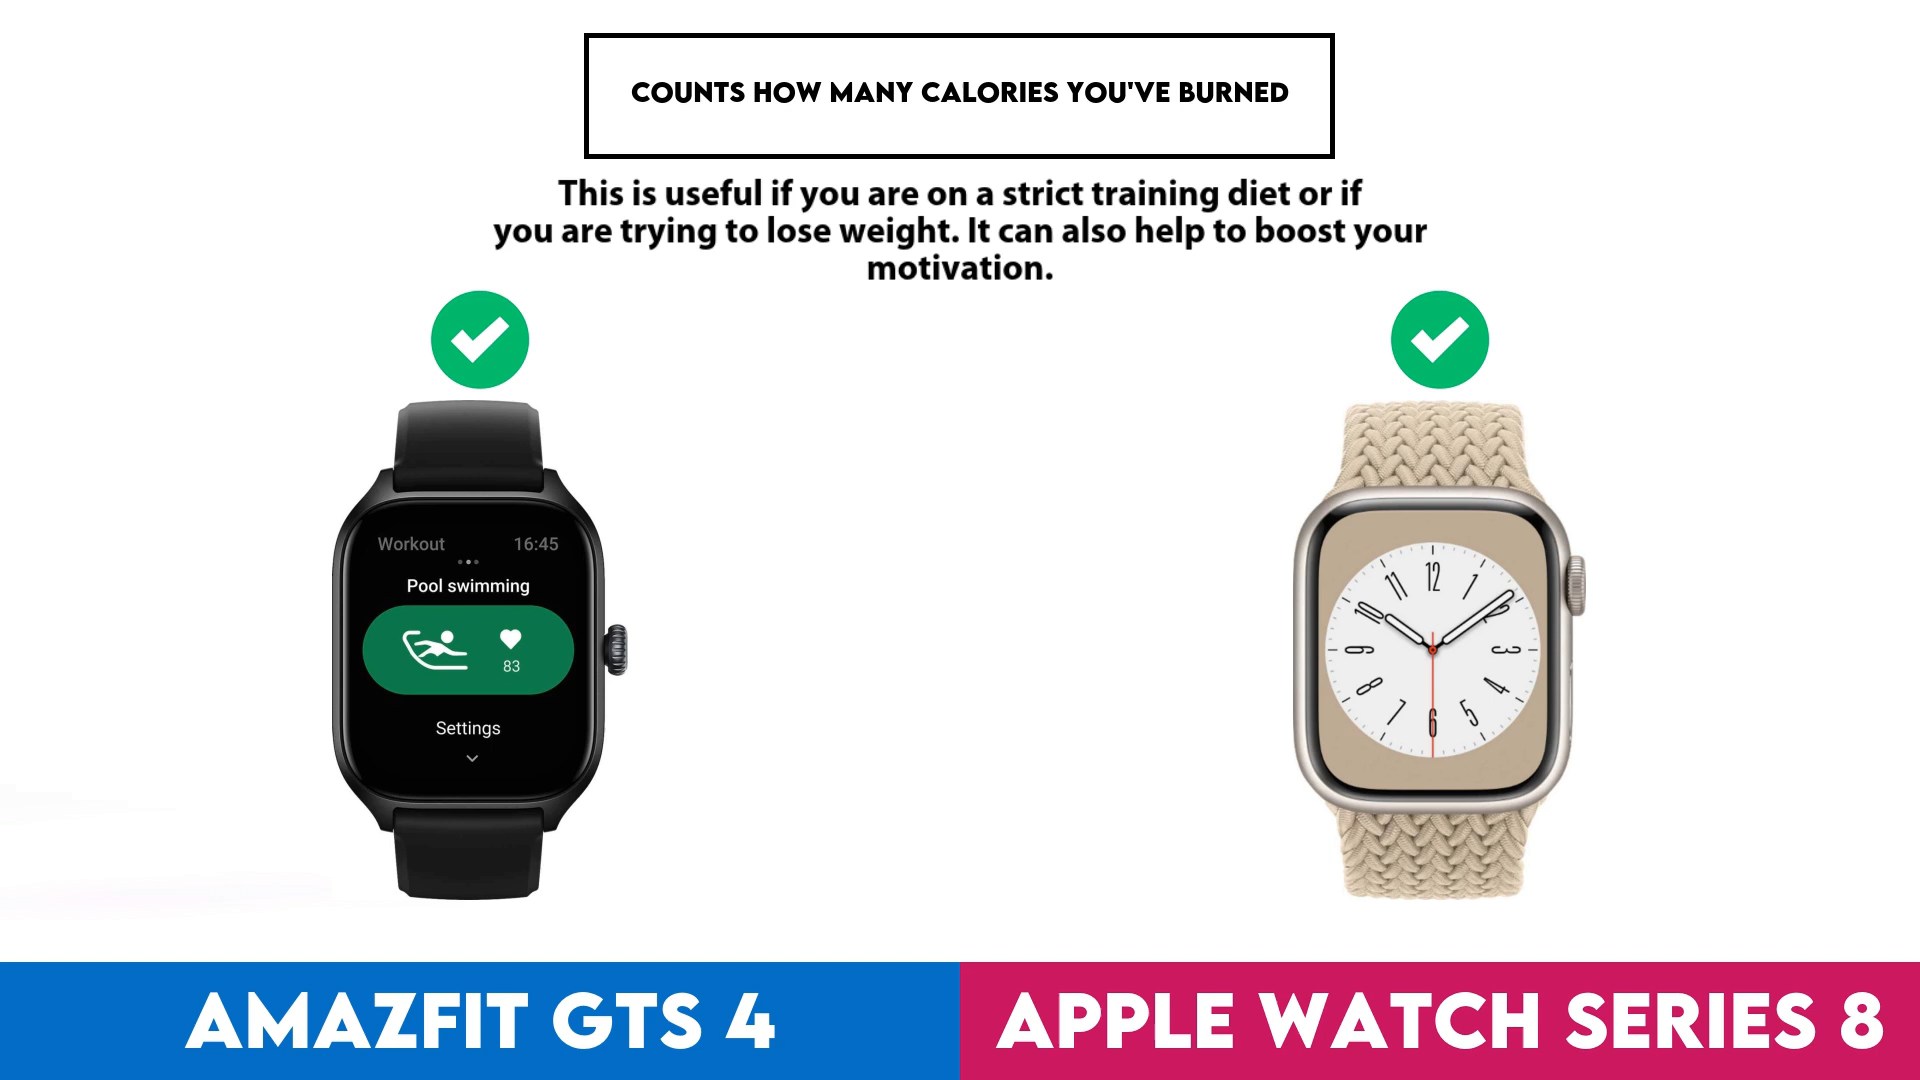 COUNTS HOW MANY CALORIES YOU'VE BURNED
This is useful if you are on a strict training diet or if
you are trying to lose weight. It can also help to boost your
motivation.
Workout 16:45
Pool swimming
83
Settings
12
1
2
3
4
5
6
7
8
9
10
11
AMAZFIT GTS 4
APPLE WATCH SERIES 8